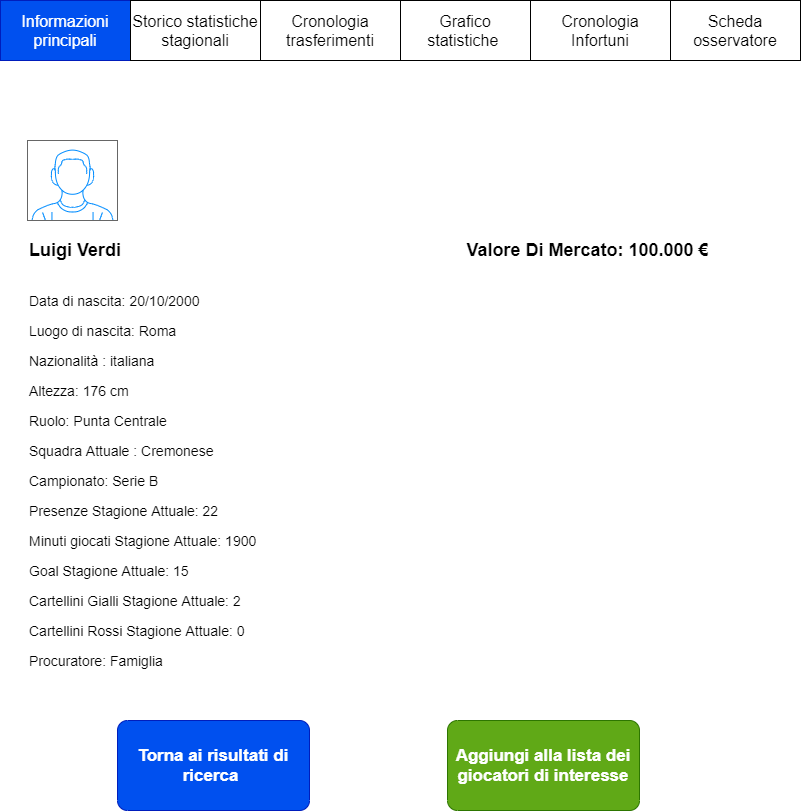 Informazioni
principali
Storico statistiche
stagionali
Cronologia
trasferimenti
Grafico
statistiche
Cronologia
Infortuni
Scheda
osservatore
Luigi Verdi
Valore Di Mercato: 100.000 €
Data di nascita: 20/10/2000
Luogo di nascita: Roma
Nazionalità : italiana
Altezza: 176 cm
Ruolo: Punta Centrale
Squadra Attuale : Cremonese
Campionato: Serie B
Presenze Stagione Attuale: 22
Minuti giocati Stagione Attuale: 1900
Goal Stagione Attuale: 15
Cartellini Gialli Stagione Attuale: 2
Cartellini Rossi Stagione Attuale: 0
Procuratore: Famiglia
Torna ai risultati di
ricerca
Aggiungi alla lista dei
giocatori di interesse